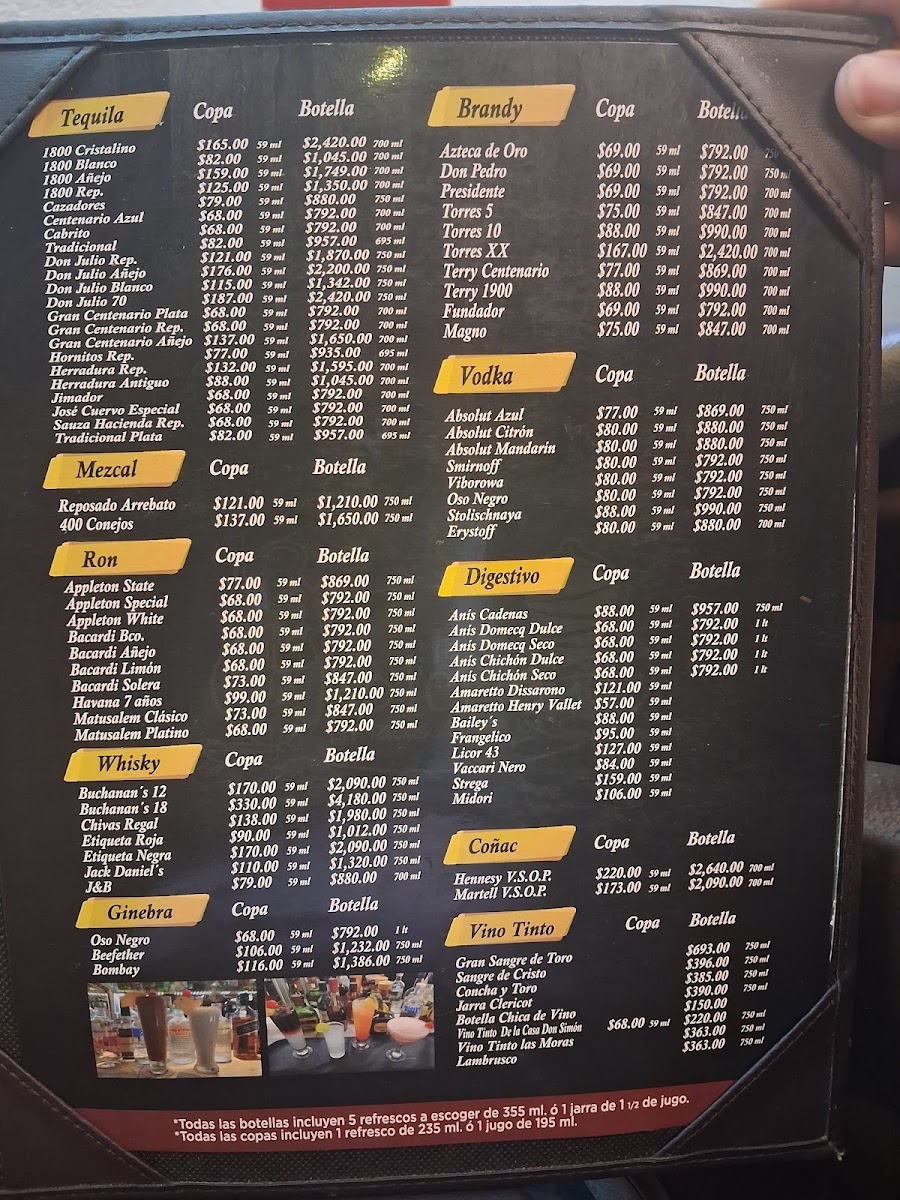 Tequila Copa Botella
1800 Cristalino $165.00 59 ml $2,420.00 700 ml
1800 Blanco $82.00 59 ml $1,045.00 700 ml
1800 Añejo $159.00 59 ml $1,749.00 700 ml
1800 Rep. $125.00 59 ml $1,350.00 700 ml
Cazadores $79.00 59 ml $880.00 750 ml
Centenario Azul $68.00 59 ml $792.00 700 ml
Cabrito $68.00 59 ml $792.00 700 ml
Tradicional $82.00 59 ml $957.00 695 ml
Don Julio Rep. $121.00 59 ml $1,870.00 750 ml
Don Julio Añejo $176.00 59 ml $2,200.00 750 ml
Don Julio Blanco $115.00 59 ml $1,342.00 750 ml
Don Julio 70 $187.00 59 ml $2,420.00 750 ml
Gran Centenario Plata $68.00 59 ml $792.00 700 ml
Gran Centenario Rep. $68.00 59 ml $792.00 700 ml
Gran Centenario Añejo $137.00 59 ml $1,650.00 700 ml
Hornitos Rep. $77.00 59 ml $935.00 695 ml
Herradura Rep. $132.00 59 ml $1,595.00 700 ml
Herradura Antiguo $88.00 59 ml $1,045.00 700 ml
Jimador $68.00 59 ml $792.00 700 ml
José Cuervo Especial $68.00 59 ml $792.00 700 ml
Sauza Hacienda Rep. $68.00 59 ml $792.00 700 ml
Tradicional Plata $82.00 59 ml $957.00 695 ml
Mezcal Copa Botella
Reposado Arrebato $121.00 59 ml $1,210.00 750 ml
400 Conejos $137.00 59 ml $1,650.00 750 ml
Ron Copa Botella
Appleton State $77.00 59 ml $869.00 750 ml
Appleton Special $68.00 59 ml $792.00 750 ml
Appleton White $68.00 59 ml $792.00 750 ml
Bacardi Bco. $68.00 59 ml $792.00 750 ml
Bacardi Añejo $68.00 59 ml $792.00 750 ml
Bacardi Limón $68.00 59 ml $792.00 750 ml
Bacardi Solera $73.00 59 ml $847.00 750 ml
Havana 7 años $99.00 59 ml $1,210.00 750 ml
Matusalem Clásico $73.00 59 ml $847.00 750 ml
Matusalem Platino $68.00 59 ml $792.00 750 ml
Whisky Copa Botella
Buchanan´s 12 $170.00 59 ml $2,090.00 750 ml
Buchanan´s 18 $330.00 59 ml $4,180.00 750 ml
Chivas Regal $138.00 59 ml $1,980.00 750 ml
Etiqueta Roja $90.00 59 ml $1,012.00 750 ml
Etiqueta Negra $170.00 59 ml $2,090.00 750 ml
Jack Daniel´s $110.00 59 ml $1,320.00 750 ml
J&B $79.00 59 ml $880.00 700 ml
Ginebra Copa Botella
Oso Negro $68.00 59 ml $792.00 1 lt
Beefether $106.00 59 ml $1,232.00 750 ml
Bombay $116.00 59 ml $1,386.00 750 ml
Brandy Copa Botella
Azteca de Oro $69.00 59 ml $792.00 750
Don Pedro $69.00 59 ml $792.00 750 ml
Presidente $69.00 59 ml $792.00 700 ml
Torres 5 $75.00 59 ml $847.00 700 ml
Torres 10 $88.00 59 ml $990.00 700 ml
Torres XX $167.00 59 ml $2,420.00 700 ml
Terry Centenario $77.00 59 ml $869.00 700 ml
Terry 1900 $88.00 59 ml $990.00 700 ml
Fundador $69.00 59 ml $792.00 700 ml
Magno $75.00 59 ml $847.00 700 ml
Vodka Copa Botella
Absolut Azul $77.00 59 ml $869.00 750 ml
Absolut Citrón $80.00 59 ml $880.00 750 ml
Absolut Mandarín $80.00 59 ml $880.00 750 ml
Smirnoff $80.00 59 ml $792.00 750 ml
Viborowa $80.00 59 ml $792.00 750 ml
Oso Negro $80.00 59 ml $792.00 750 ml
Stolischnaya $88.00 59 ml $990.00 750 ml
Erystoff $80.00 59 ml $880.00 700 ml
Digestivo Copa Botella
Anís Cadenas $88.00 59 ml $957.00 750 ml
Anís Domecq Dulce $68.00 59 ml $792.00 1 lt
Anís Domecq Seco $68.00 59 ml $792.00 1 lt
Anís Chichón Dulce $68.00 59 ml $792.00 1 lt
Anís Chichón Seco $68.00 59 ml $792.00 1 lt
Amaretto Dissarono $121.00 59 ml
Amaretto Henry Vallet $57.00 59 ml
Bailey´s $88.00 59 ml
Frangelico $95.00 59 ml
Licor 43 $127.00 59 ml
Vaccari Nero $84.00 59 ml
Strega $159.00 59 ml
Midori $106.00 59 ml
Coñac Copa Botella
Hennesy V.S.O.P. $220.00 59 ml $2,640.00 700 ml
Martell V.S.O.P. $173.00 59 ml $2,090.00 700 ml
Vino Tinto Copa Botella
Gran Sangre de Toro $693.00 750 ml
Sangre de Cristo $396.00 750 ml
Concha y Toro $385.00 750 ml
Jarra Clericot $390.00 750 ml
Botella Chica de Vino $150.00
Vino Tinto De la Casa Don Simón $68.00 59 ml $220.00 750 ml
Vino Tinto las Moras $363.00 750 ml
Lambrusco $363.00 750 ml
*Todas las botellas incluyen 5 refrescos a escoger de 355 ml. ó 1 jarra de 1 1/2 de jugo.
*Todas las copas incluyen 1 refresco de 235 ml. ó 1 jugo de 195 ml.